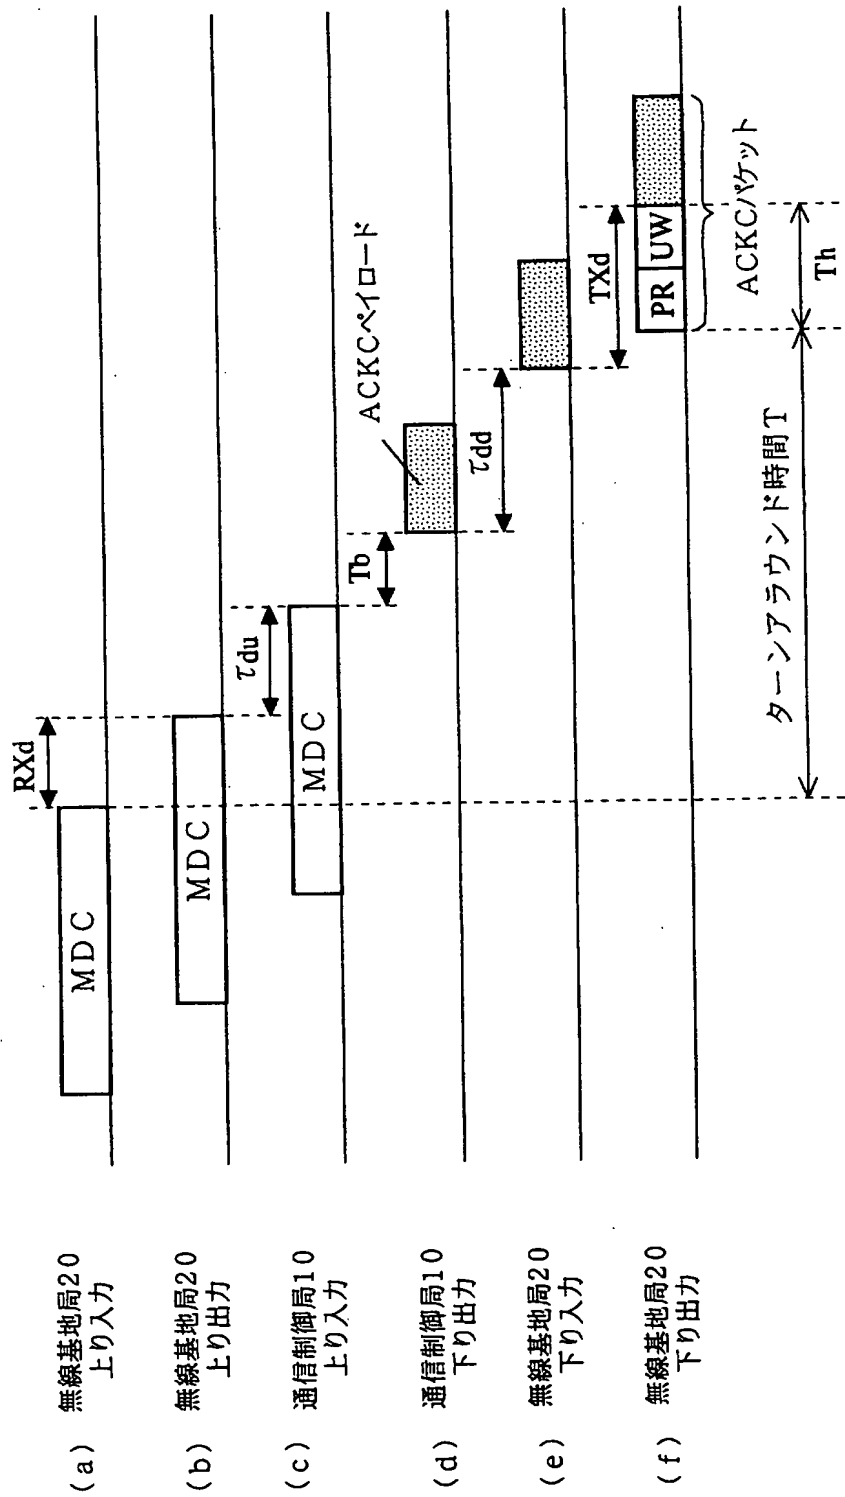 (a) 無線基地局20
上り入力
MDC
RXd
(b) 無線基地局20
上り出力
MDC
τdu
(c) 通信制御局10
上り入力
MDC
Tb
ACKCペイロード
(d) 通信制御局10
下り出力
τdd
(e) 無線基地局20
下り入力
TXd
(f) 無線基地局20
下り出力
PR UW
ACKCパケット
ターンアラウンド時間T
Th